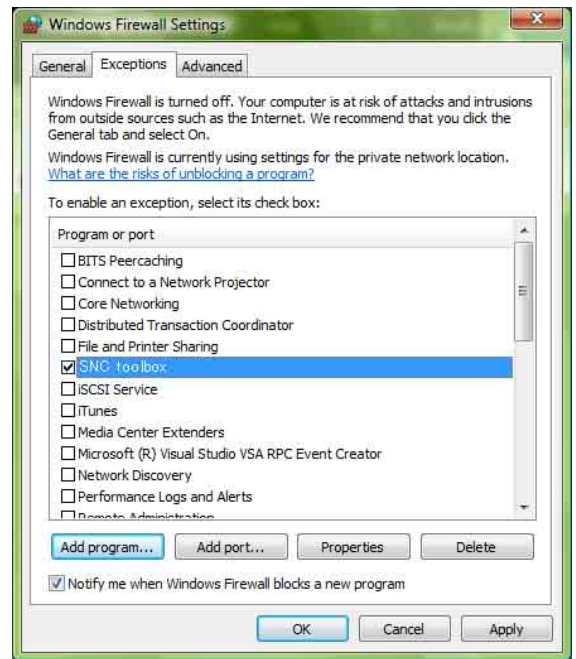 Windows Firewall Settings
General
Exceptions
Advanced
Windows Firewall is turned off. Your computer is at risk of attacks and intrusions
from outside sources such as the Internet. We recommend that you click the
General tab and select On.
Windows Firewall is currently using settings for the private network location.
What are the risks of unblocking a program?
To enable an exception, select its check box:
Program or port
BITS Peercaching
Connect to a Network Projector
Core Networking
Distributed Transaction Coordinator
File and Printer Sharing
SNC toolbox
iSCSI Service
iTunes
Media Center Extenders
Microsoft (R) Visual Studio VSA RPC Event Creator
Network Discovery
Performance Logs and Alerts
Remote Administration
Add program...
Add port...
Properties
Delete
Notify me when Windows Firewall blocks a new program
OK
Cancel
Apply